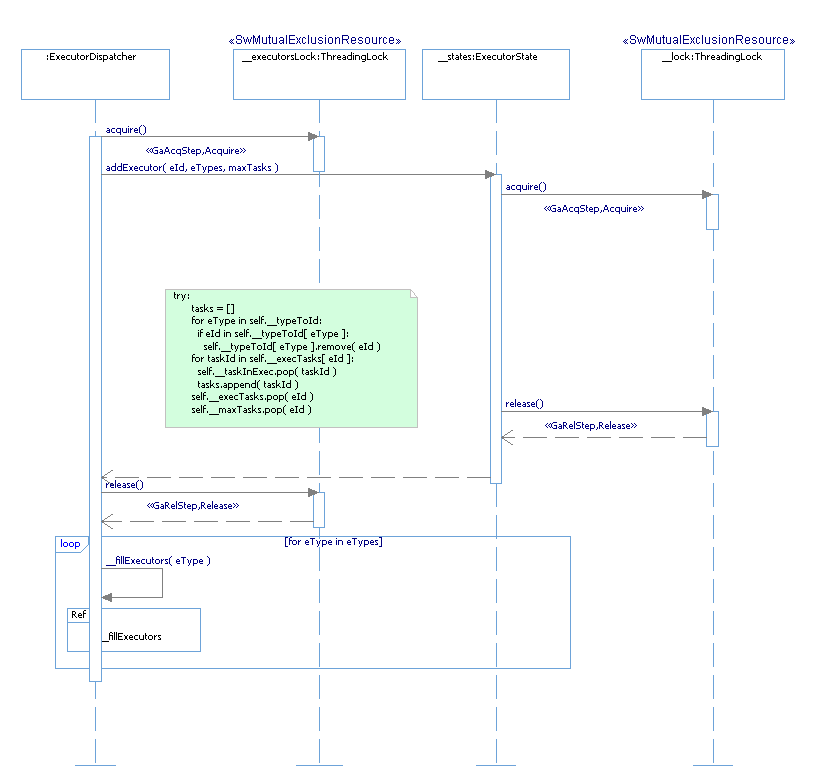 «SwMutualExclusionResource»
«SwMutualExclusionResource»
:ExecutorDispatcher
__executorsLock:ThreadingLock
__states:ExecutorState
__lock:ThreadingLock
acquire()
«GaAcqStep,Acquire»
addExecutor( eId, eTypes, maxTasks )
acquire()
«GaAcqStep,Acquire»
try:
tasks = []
for eType in self.__typeToId:
if eId in self.__typeToId[ eType ]:
self.__typeToId[ eType ].remove( eId )
for taskId in self.__execTasks[ eId ]:
self.__taskInExec.pop( taskId )
tasks.append( taskId )
self.__execTasks.pop( eId )
self.__maxTasks.pop( eId )
release()
«GaRelStep,Release»
release()
«GaRelStep,Release»
loop
[for eType in eTypes]
__fillExecutors( eType )
Ref
__fillExecutors